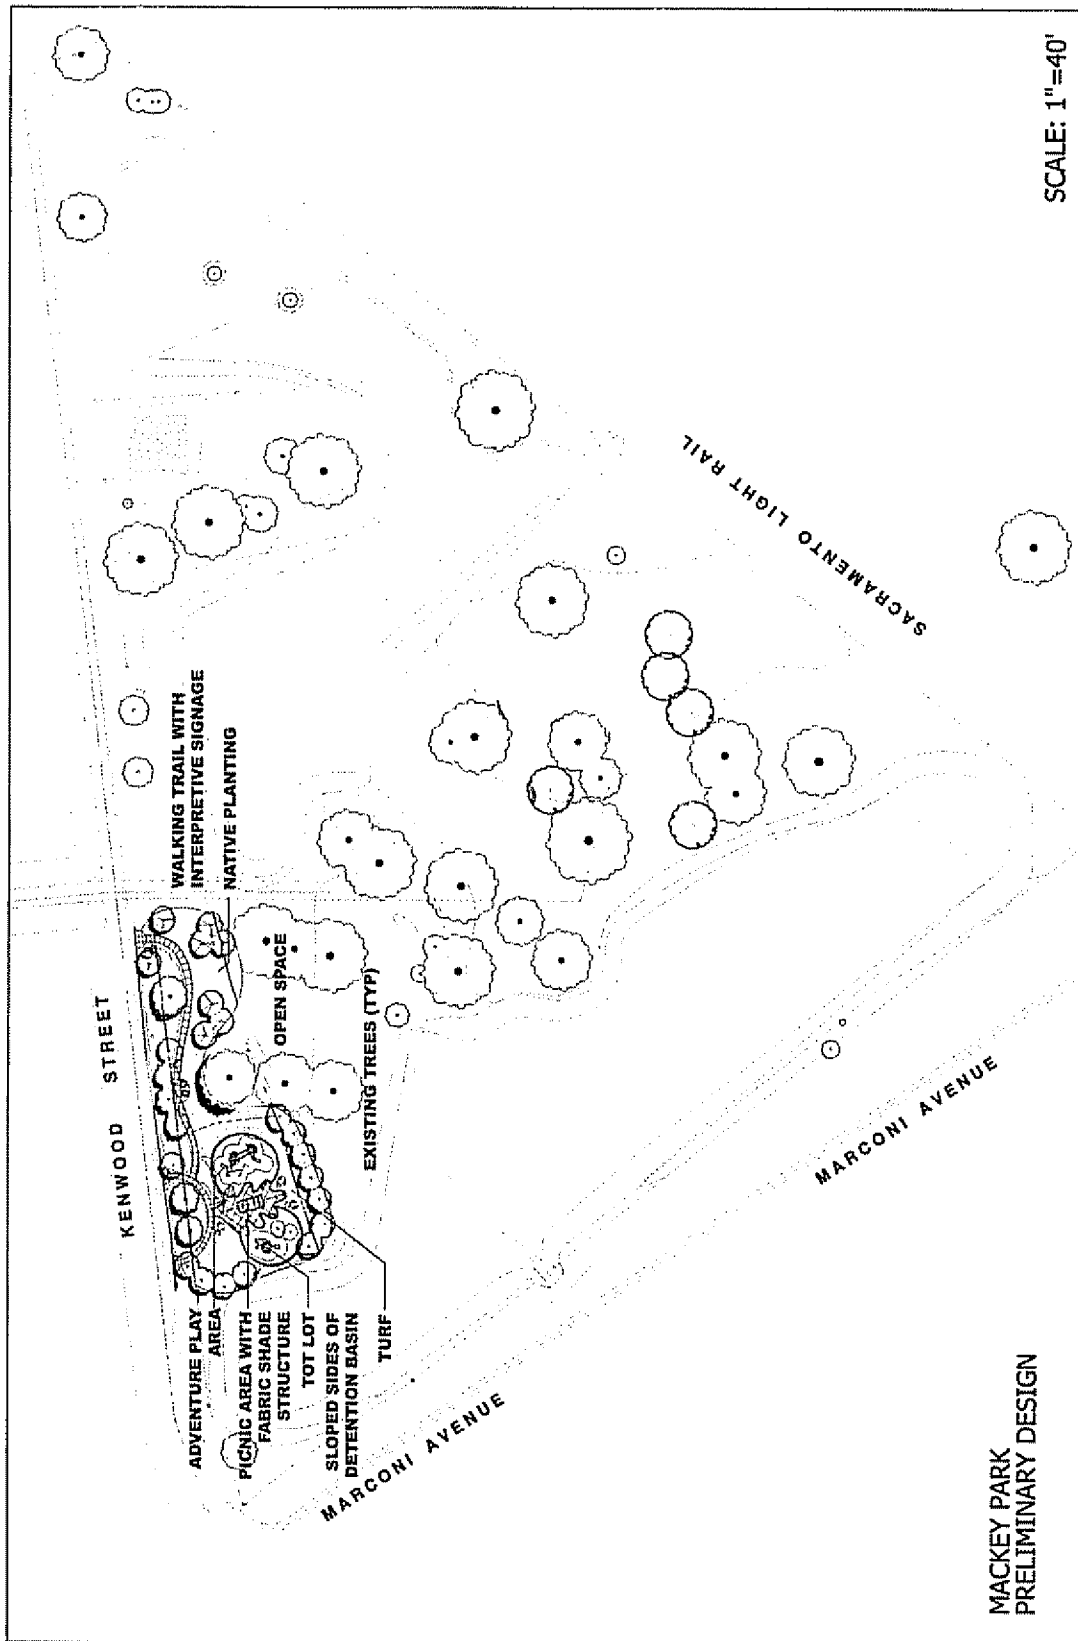 KENWOOD STREET
WALKING TRAIL WITH
INTERPRETIVE SIGNAGE
NATIVE PLANTING
OPEN SPACE
EXISTING TREES (TYP)
ADVENTURE PLAY
AREA
PICNIC AREA WITH
FABRIC SHADE
STRUCTURE
TOT LOT
SLOPED SIDES OF
DETENTION BASIN
TURF
MARCONI AVENUE
MARCONI AVENUE
SACRAMENTO LIGHT RAIL
MACKEY PARK
PRELIMINARY DESIGN
SCALE: 1"=40'